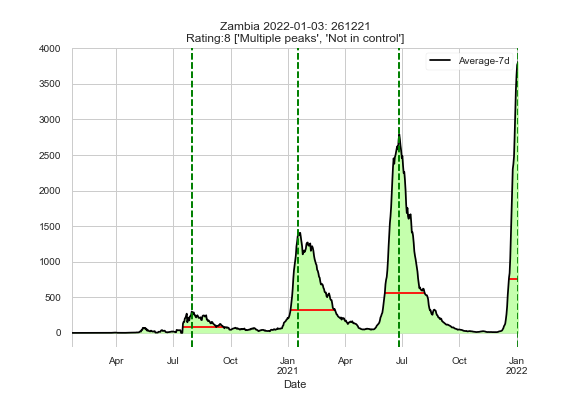 Zambia 2022-01-03: 261221
Rating:8 ['Multiple peaks', 'Not in control']
Average-7d
4000
3500
3000
2500
2000
1500
1000
500
0
Apr
Jul
Oct
Jan
2021
Apr
Jul
Oct
Jan
2022
Date